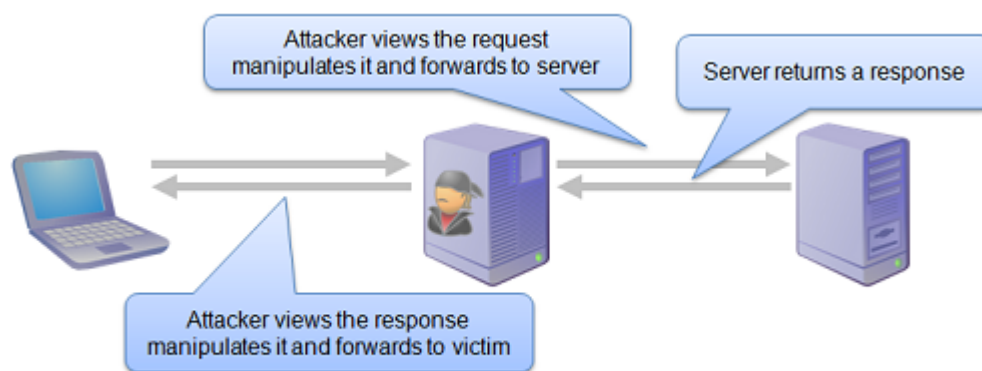 Attacker views the request
manipulates it and forwards to server
Server returns a response
Attacker views the response
manipulates it and forwards to victim